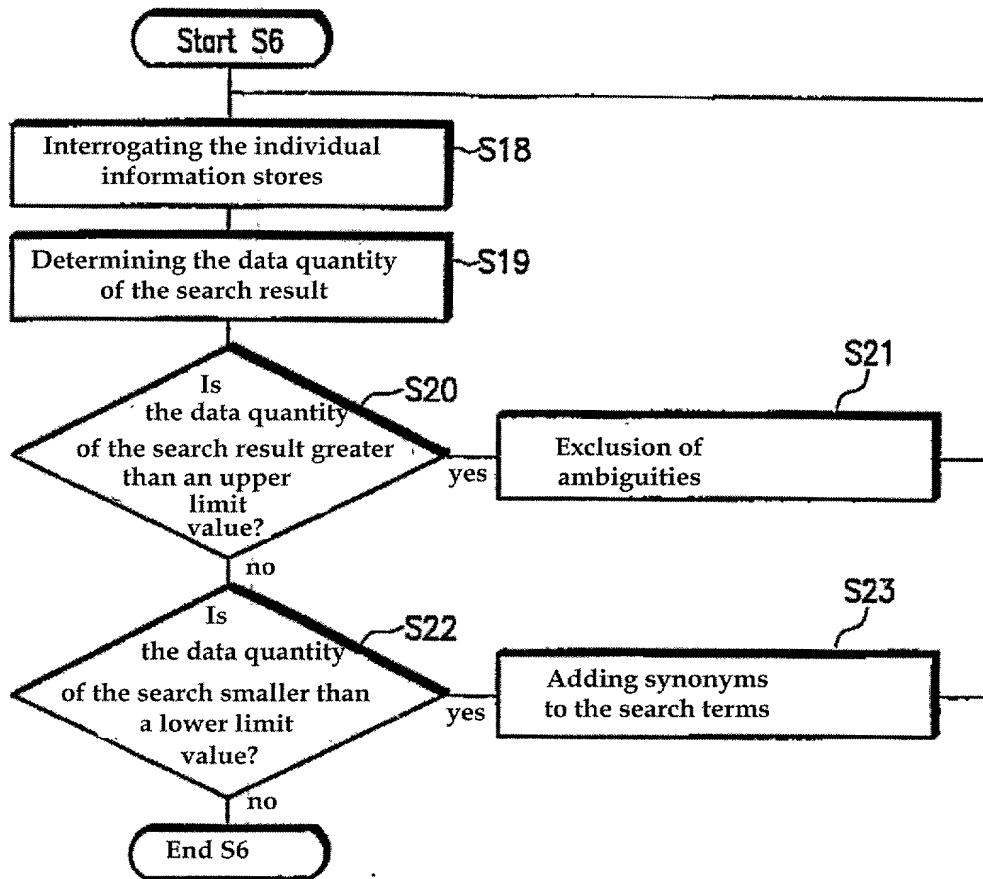 Start S6
Interrogating the individual
information stores
S18
Determining the data quantity
of the search result
S19
Is
the data quantity
of the search result greater
than an upper
limit
value?
S20
yes
Exclusion of
ambiguities
S21
no
Is
the data quantity
of the search smaller than
a lower limit
value?
S22
yes
Adding synonyms
to the search terms
S23
no
End S6